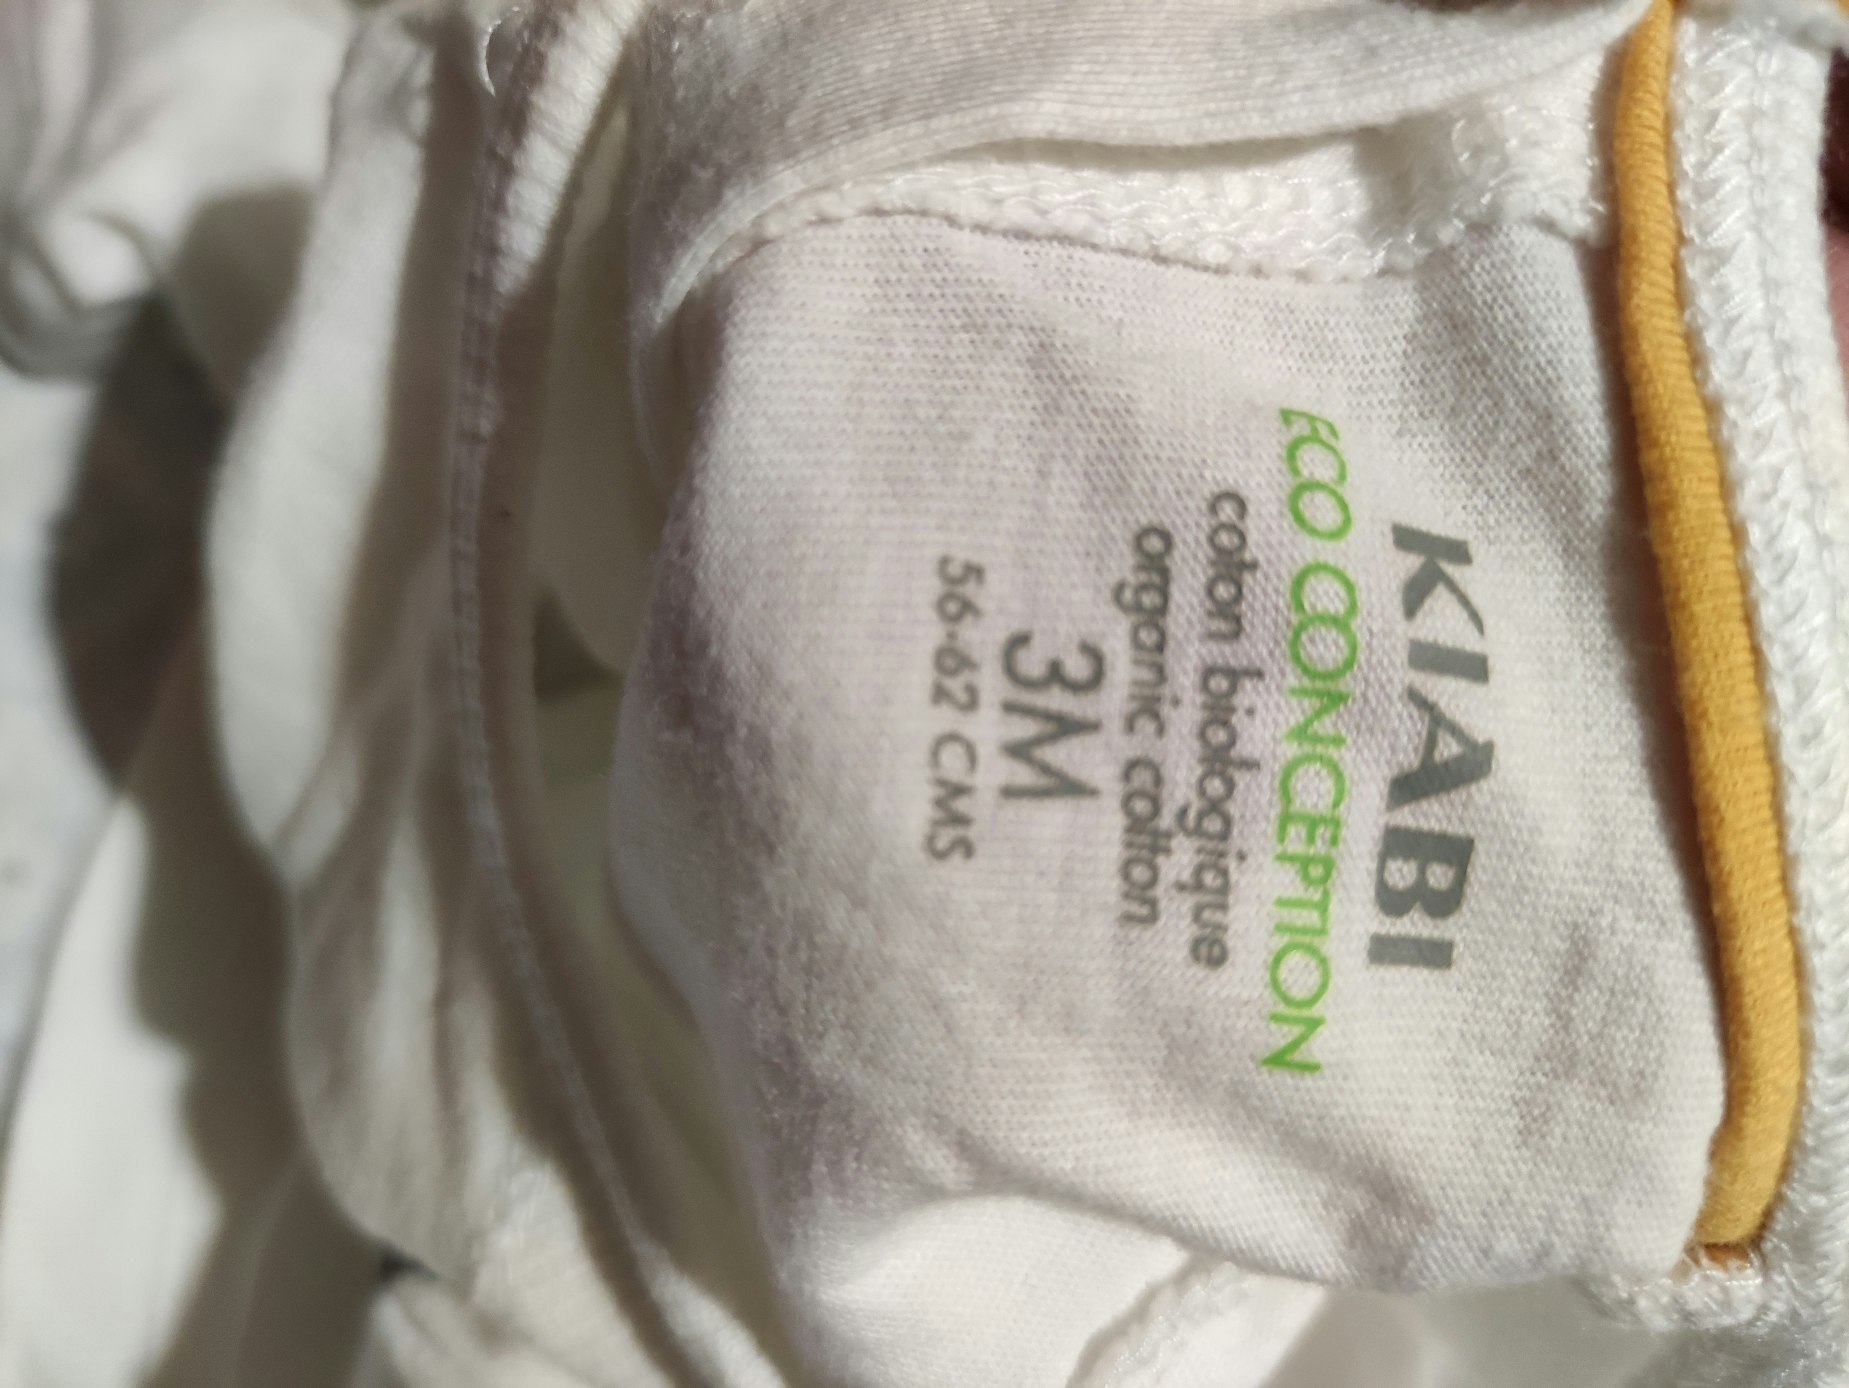 KIABI
ECO CONCEPTION
coton biologique
organic cotton
3M
56-62 CMS